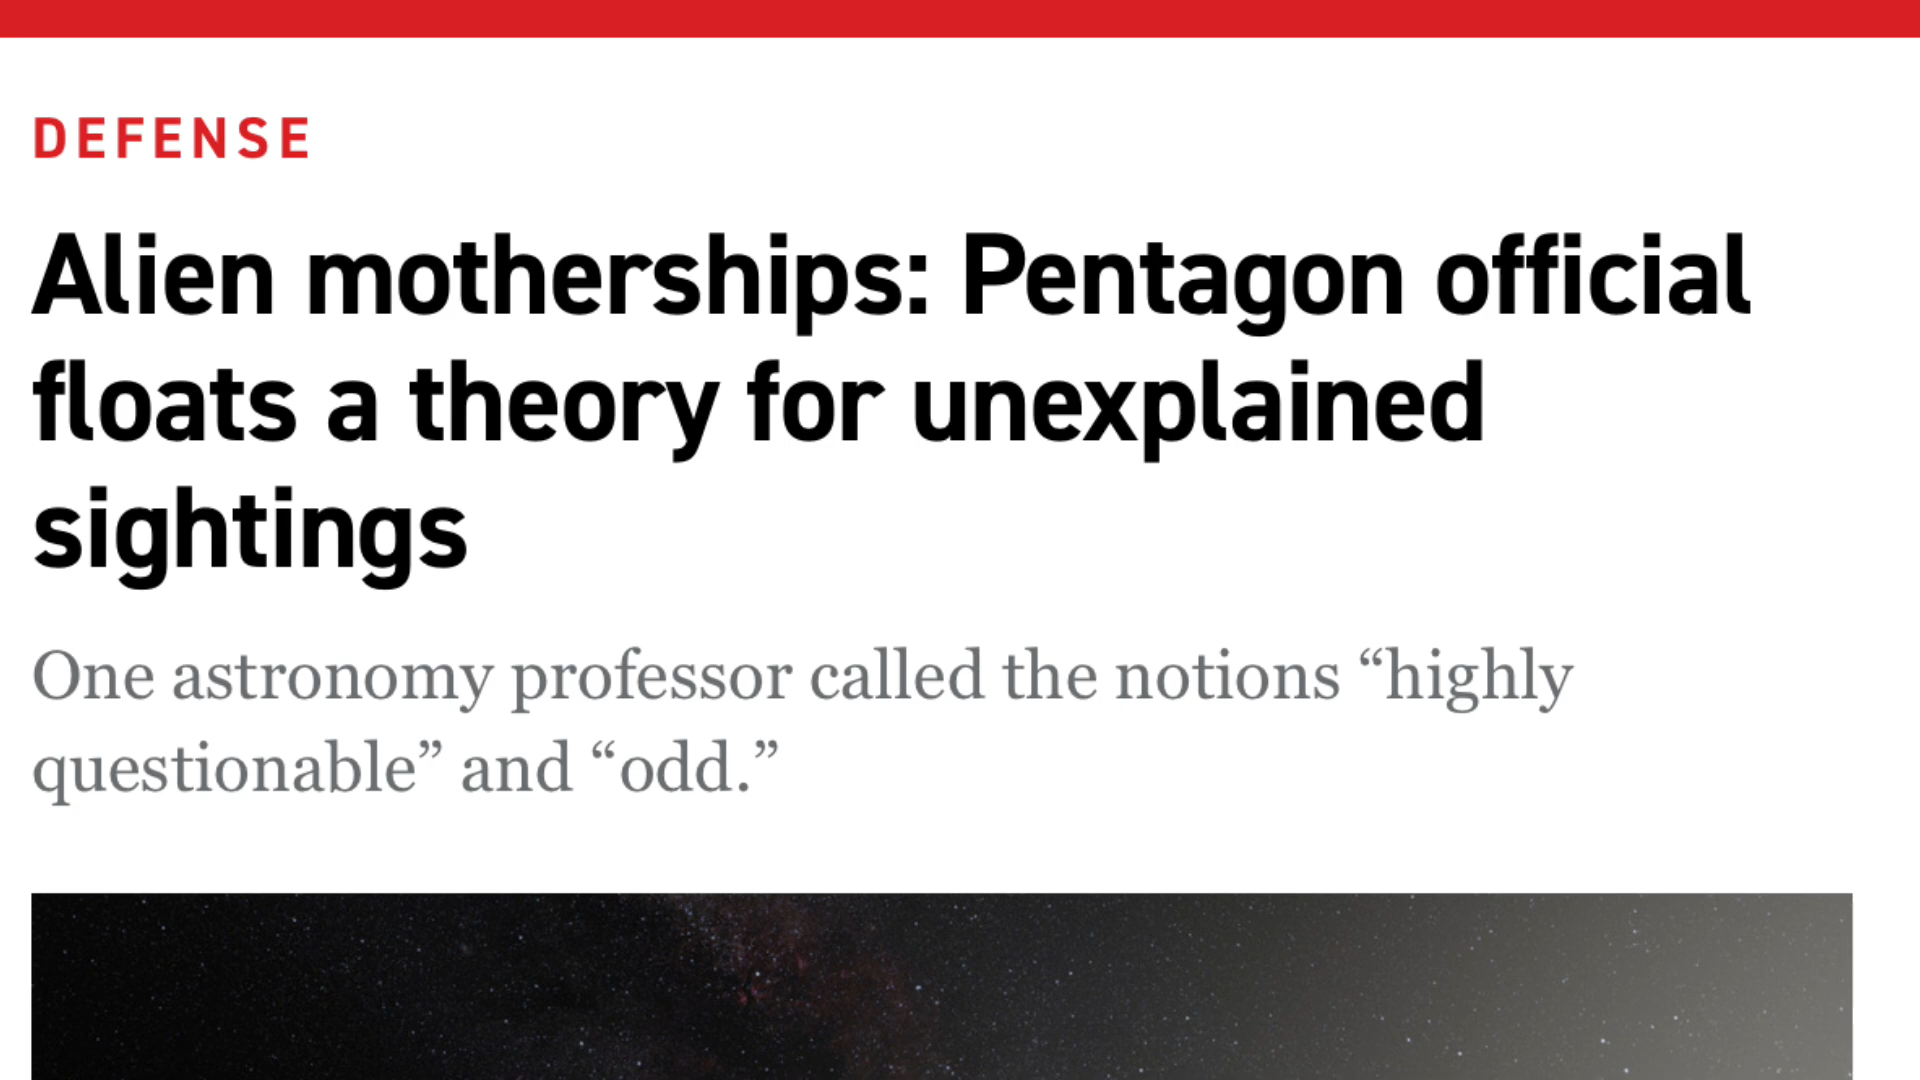 DEFENSE
Alien motherships: Pentagon official
floats a theory for unexplained
sightings
One astronomy professor called the notions “highly
questionable” and “odd.”